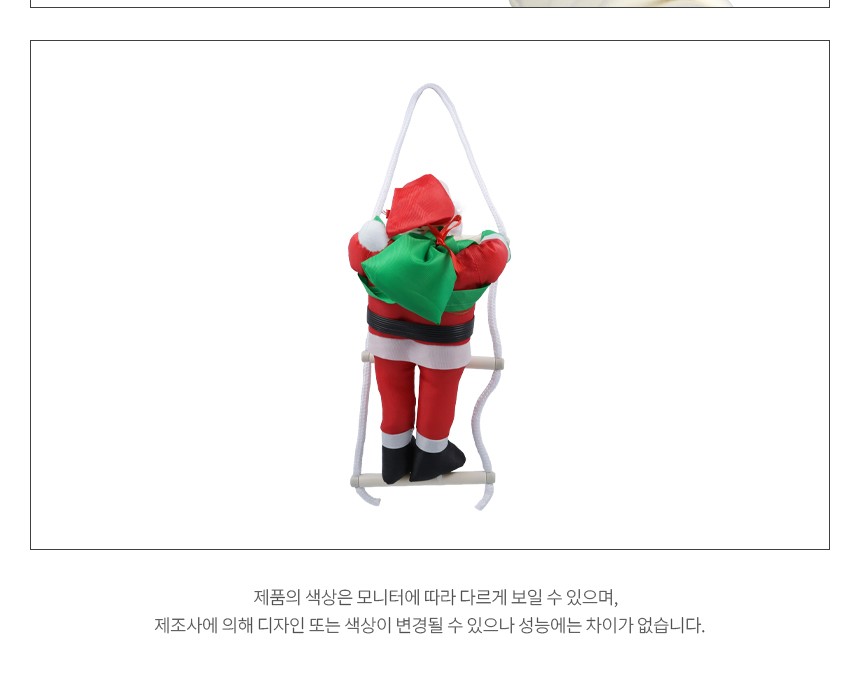 제품의 색상은 모니터에 따라 다르게 보일 수 있으며,
제조사에 의해 디자인 또는 색상이 변경될 수 있으나 성능에는 차이가 없습니다.